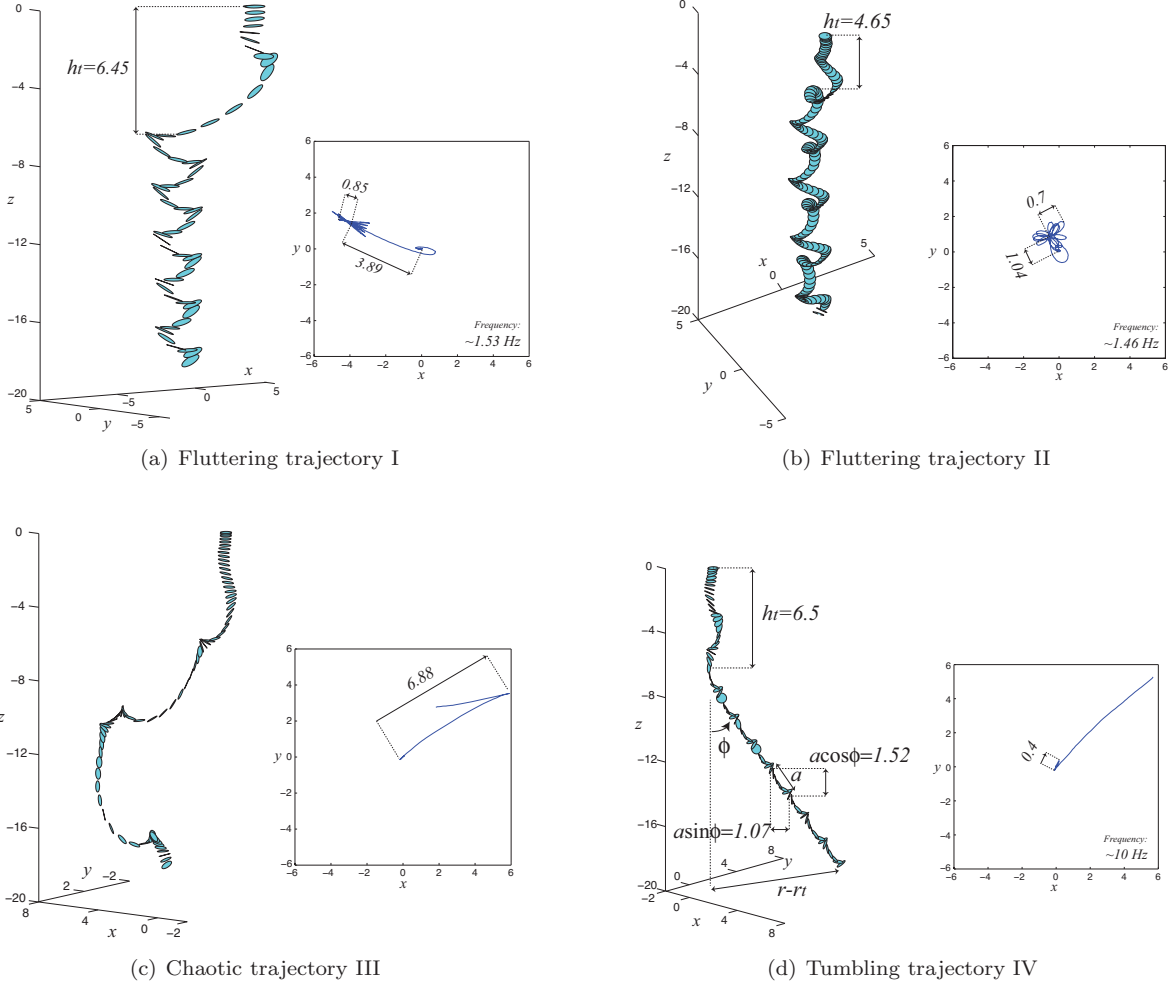 0
−4
−8
z
−12
−16
−20
5
0
y
−5
−5
0
5
x
ht=6.45
6
4
2
y 0
−2
−4
−6
−6 −4 −2 0 2 4 6
x
0.85
3.89
Frequency:
~1.53 Hz
(a) Fluttering trajectory I
0
−4
−8
z
−12
−16
−20
5
0
y
−5
x
0
5
ht=4.65
6
4
2
y 0
−2
−4
−6
−6 −4 −2 0 2 4 6
x
0.7
1.04
Frequency:
~1.46 Hz
(b) Fluttering trajectory II
0
−4
−8
z
−12
−16
−20
8
4
0
−2
x
y
2
−2
6
4
2
y 0
−2
−4
−6
−6 −4 −2 0 2 4 6
x
6.88
(c) Chaotic trajectory III
0
−4
−8
z
−12
−16
−20
−2
0
4
8
x
0
4
8
y
ht=6.5
ϕ
a
acosϕ=1.52
asinϕ=1.07
r-rt
6
4
2
y 0
−2
−4
−6
−6 −4 −2 0 2 4 6
x
0.4
Frequency:
~10 Hz
(d) Tumbling trajectory IV